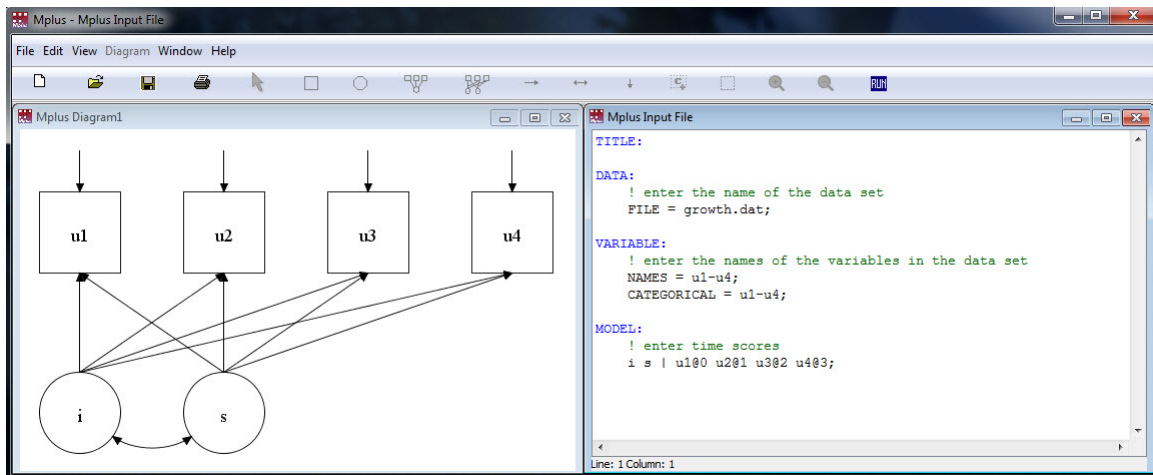 Mplus - Mplus Input File
File Edit View Diagram Window Help
RUN
Mplus Diagram1
u1 u2 u3 u4
i s
Mplus Input File
TITLE:
DATA:
! enter the name of the data set
FILE = growth.dat;
VARIABLE:
! enter the names of the variables in the data set
NAMES = u1-u4;
CATEGORICAL = u1-u4;
MODEL:
! enter time scores
i s | u1@0 u2@1 u3@2 u4@3;
Line: 1 Column: 1